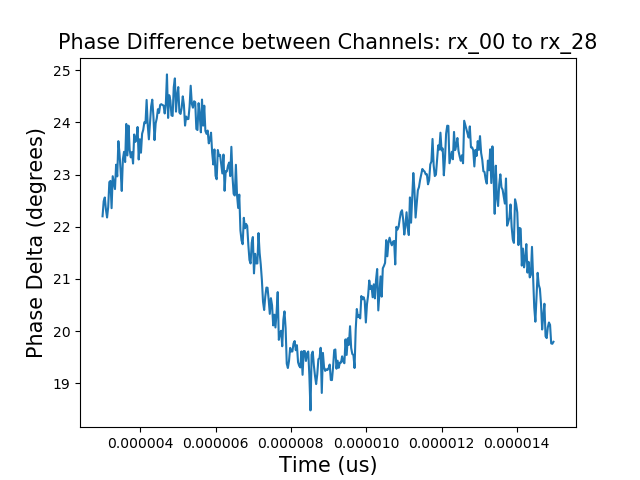 Phase Difference between Channels: rx_00 to rx_28
25
24
23
22
21
20
19
Phase Delta (degrees)
0.000004 0.000006 0.000008 0.000010 0.000012 0.000014
Time (us)